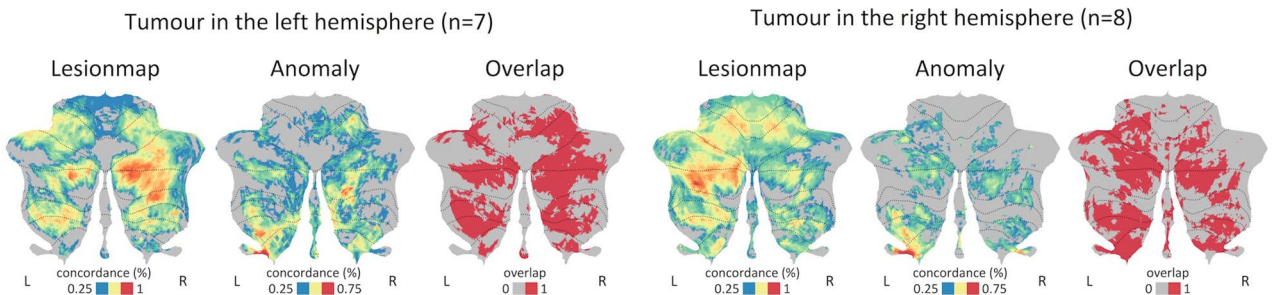 Tumour in the left hemisphere (n=7)
Tumour in the right hemisphere (n=8)
Lesionmap Anomaly Overlap Lesionmap Anomaly Overlap
L concordance (%) R L concordance (%) R L overlap R L concordance (%) R L concordance (%) R L overlap R
0.25 1 0.25 0.75 0 1 0.25 1 0.25 0.75 0 1